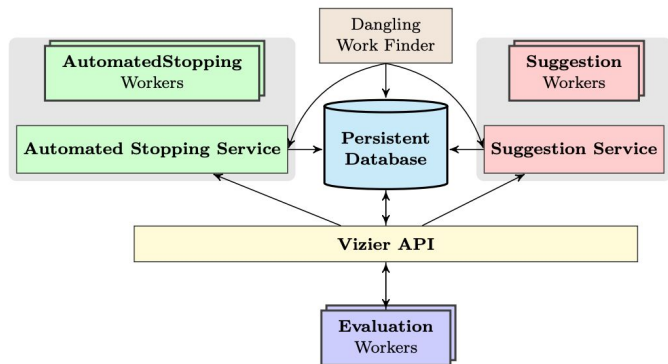 Dangling
Work Finder
AutomatedStopping
Workers
Suggestion
Workers
Automated Stopping Service
Persistent
Database
Suggestion Service
Vizier API
Evaluation
Workers